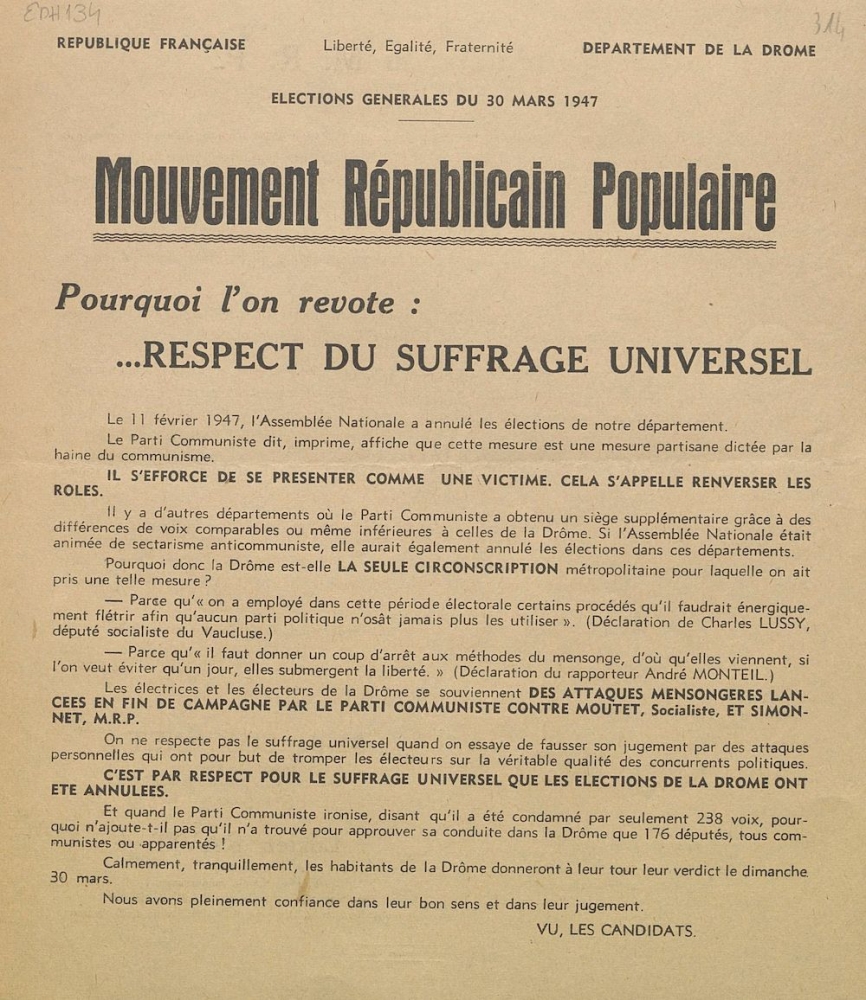 EDH134
314
REPUBLIQUE FRANÇAISE Liberté, Egalité, Fraternité DEPARTEMENT DE LA DROME
ELECTIONS GENERALES DU 30 MARS 1947
Mouvement Républicain Populaire
Pourquoi l'on revote :
...RESPECT DU SUFFRAGE UNIVERSEL
Le 11 février 1947, l'Assemblée Nationale a annulé les élections de notre département.
Le Parti Communiste dit, imprime, affiche que cette mesure est une mesure partisane dictée par la
haine du communisme.
IL S'EFFORCE DE SE PRESENTER COMME UNE VICTIME. CELA S'APPELLE RENVERSER LES
ROLES.
Il y a d'autres départements où le Parti Communiste a obtenu un siège supplémentaire grâce à des
différences de voix comparables ou même inférieures à celles de la Drôme. Si l'Assemblée Nationale était
animée de sectarisme anticommuniste, elle aurait également annulé les élections dans ces départements.
Pourquoi donc la Drôme est-elle LA SEULE CIRCONSCRIPTION métropolitaine pour laquelle on ait
pris une telle mesure ?
— Parce qu'« on a employé dans cette période électorale certains procédés qu'il faudrait énergique-
ment flétrir afin qu'aucun parti politique n'osât jamais plus les utiliser ». (Déclaration de Charles LUSSY,
député socialiste du Vaucluse.)
— Parce qu'« il faut donner un coup d'arrêt aux méthodes du mensonge, d'où qu'elles viennent, si
l'on veut éviter qu'un jour, elles submergent la liberté. » (Déclaration du rapporteur André MONTEIL.)
Les électrices et les électeurs de la Drôme se souviennent DES ATTAQUES MENSONGERES LAN-
CEES EN FIN DE CAMPAGNE PAR LE PARTI COMMUNISTE CONTRE MOUTET, Socialiste, ET SIMON-
NET, M.R.P.
On ne respecte pas le suffrage universel quand on essaye de fausser son jugement par des attaques
personnelles qui ont pour but de tromper les électeurs sur la véritable qualité des concurrents politiques.
C'EST PAR RESPECT POUR LE SUFFRAGE UNIVERSEL QUE LES ELECTIONS DE LA DROME ONT
ETE ANNULEES.
Et quand le Parti Communiste ironise, disant qu'il a été condamné par seulement 238 voix, pour-
quoi n'ajoute-t-il pas qu'il n'a trouvé pour approuver sa conduite dans la Drôme que 176 députés, tous com-
munistes ou apparentés !
Calmement, tranquillement, les habitants de la Drôme donneront à leur tour leur verdict le dimanche
30 mars.
Nous avons pleinement confiance dans leur bon sens et dans leur jugement.
VU, LES CANDIDATS.